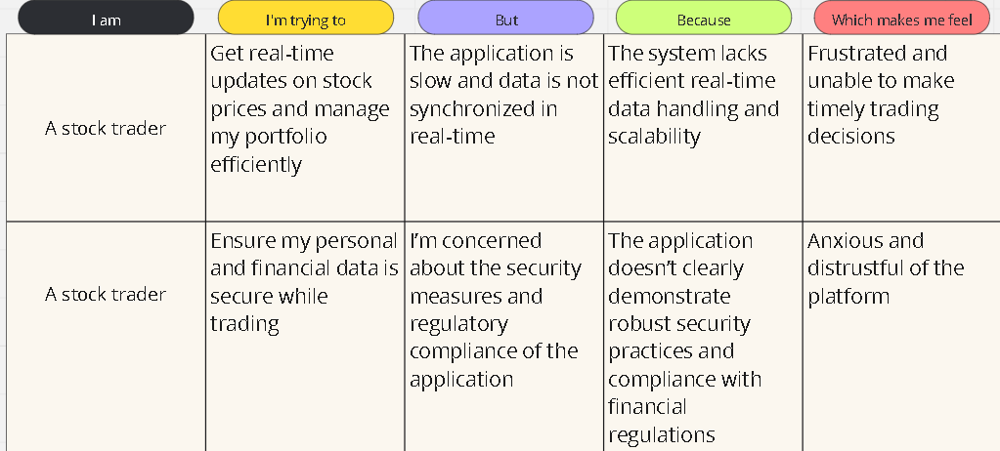 I am
I'm trying to
But
Because
Which makes me feel
A stock trader
Get real-time
updates on stock
prices and manage
my portfolio
efficiently
The application is
slow and data is not
synchronized in
real-time
The system lacks
efficient real-time
data handling and
scalability
Frustrated and
unable to make
timely trading
decisions
A stock trader
Ensure my personal
and financial data is
secure while
trading
I’m concerned
about the security
measures and
regulatory
compliance of the
application
The application
doesn’t clearly
demonstrate
robust security
practices and
compliance with
financial
regulations
Anxious and
distrustful of the
platform